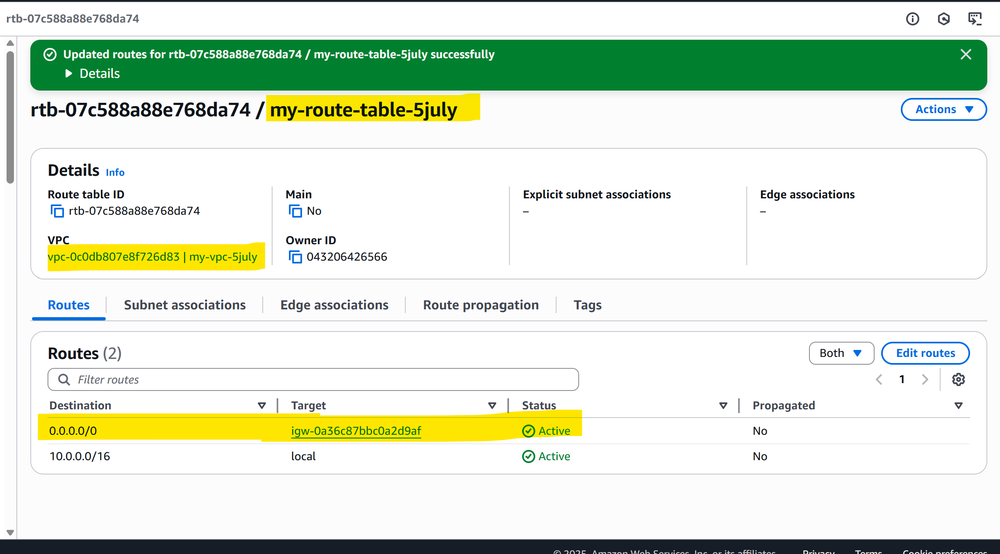 rtb-07c588a88e768da74
Updated routes for rtb-07c588a88e768da74 / my-route-table-5july successfully
Details
rtb-07c588a88e768da74 / my-route-table-5july
Actions
Details Info
Route table ID
rtb-07c588a88e768da74
Main
No
Explicit subnet associations
–
Edge associations
–
VPC
vpc-0c0db807e8f726d83 | my-vpc-5july
Owner ID
043206426566
Routes Subnet associations Edge associations Route propagation Tags
Routes (2)
Both Edit routes
Filter routes
1
Destination Target Status Propagated
0.0.0.0/0 igw-0a36c87bbc0a2d9af Active No
10.0.0.0/16 local Active No
© 2025, Amazon Web Services, Inc. or its affiliates. Privacy Terms Cookie preferences